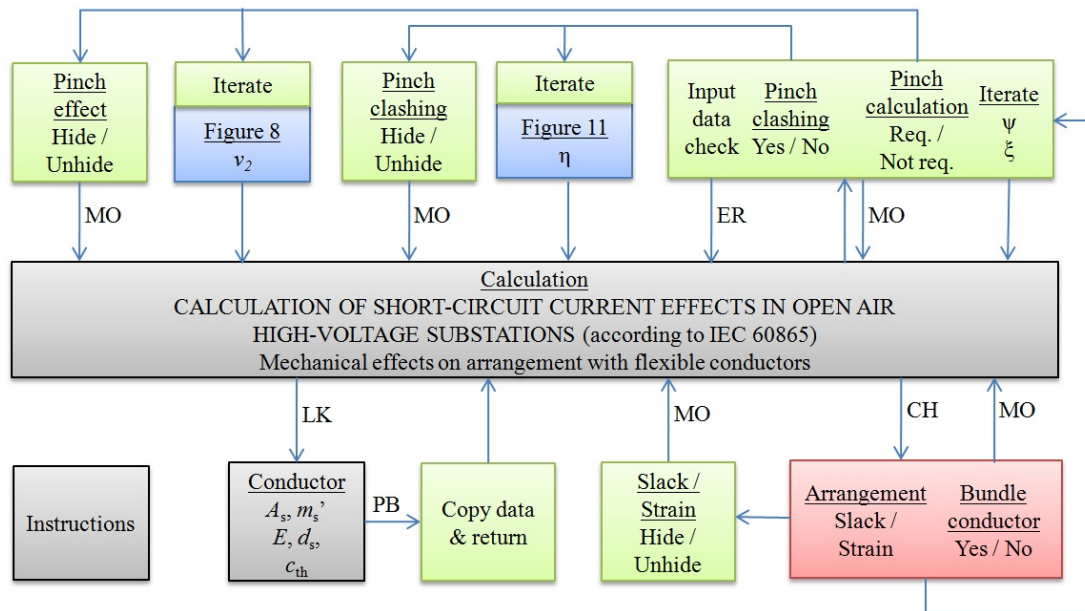 Pinch
effect
Hide /
Unhide
Iterate
Figure 8
v2
Pinch
clashing
Hide /
Unhide
Iterate
Figure 11
η
Input
data
check
Pinch
clashing
Yes / No
Pinch
calculation
Req. /
Not req.
Iterate
ψ
ξ
MO
MO
ER
MO
Calculation
CALCULATION OF SHORT-CIRCUIT CURRENT EFFECTS IN OPEN AIR
HIGH-VOLTAGE SUBSTATIONS (according to IEC 60865)
Mechanical effects on arrangement with flexible conductors
LK
MO
CH
MO
Instructions
Conductor
As, ms’
E, ds,
cth
PB
Copy data
& return
Slack /
Strain
Hide /
Unhide
Arrangement
Slack /
Strain
Bundle
conductor
Yes / No